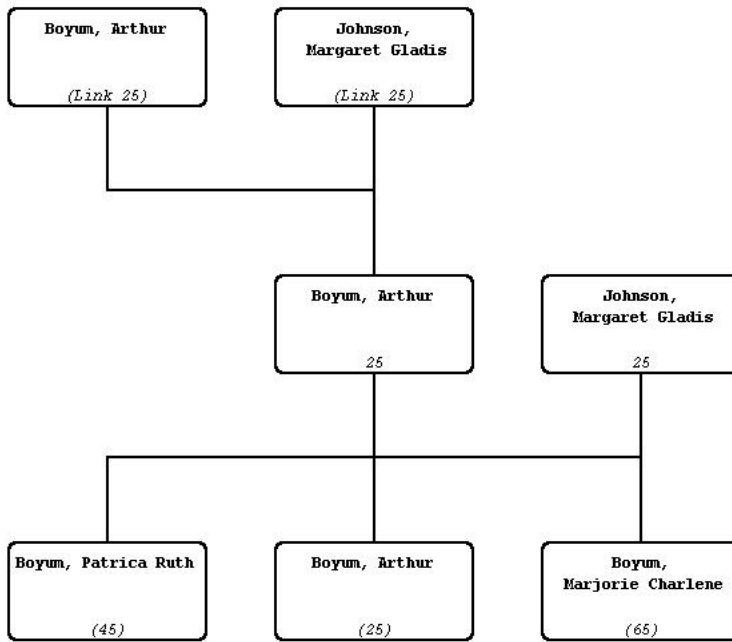 Boyum, Arthur
(Link 25)
Johnson,
Margaret Gladis
(Link 25)
Boyum, Arthur
25
Johnson,
Margaret Gladis
25
Boyum, Patrica Ruth
(45)
Boyum, Arthur
(25)
Boyum,
Marjorie Charlene
(65)